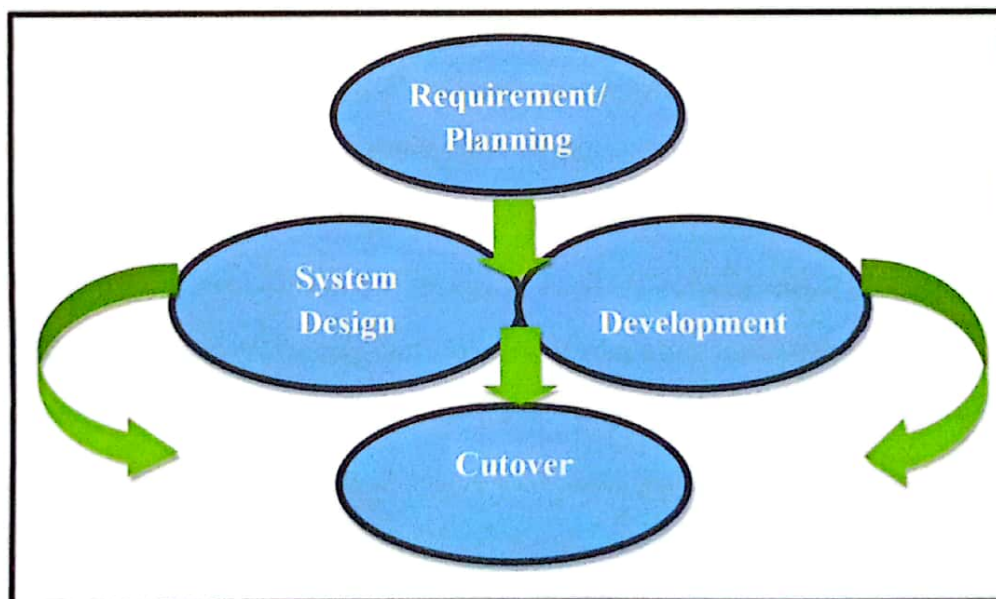 Requirement/
Planning
System
Design
Development
Cutover